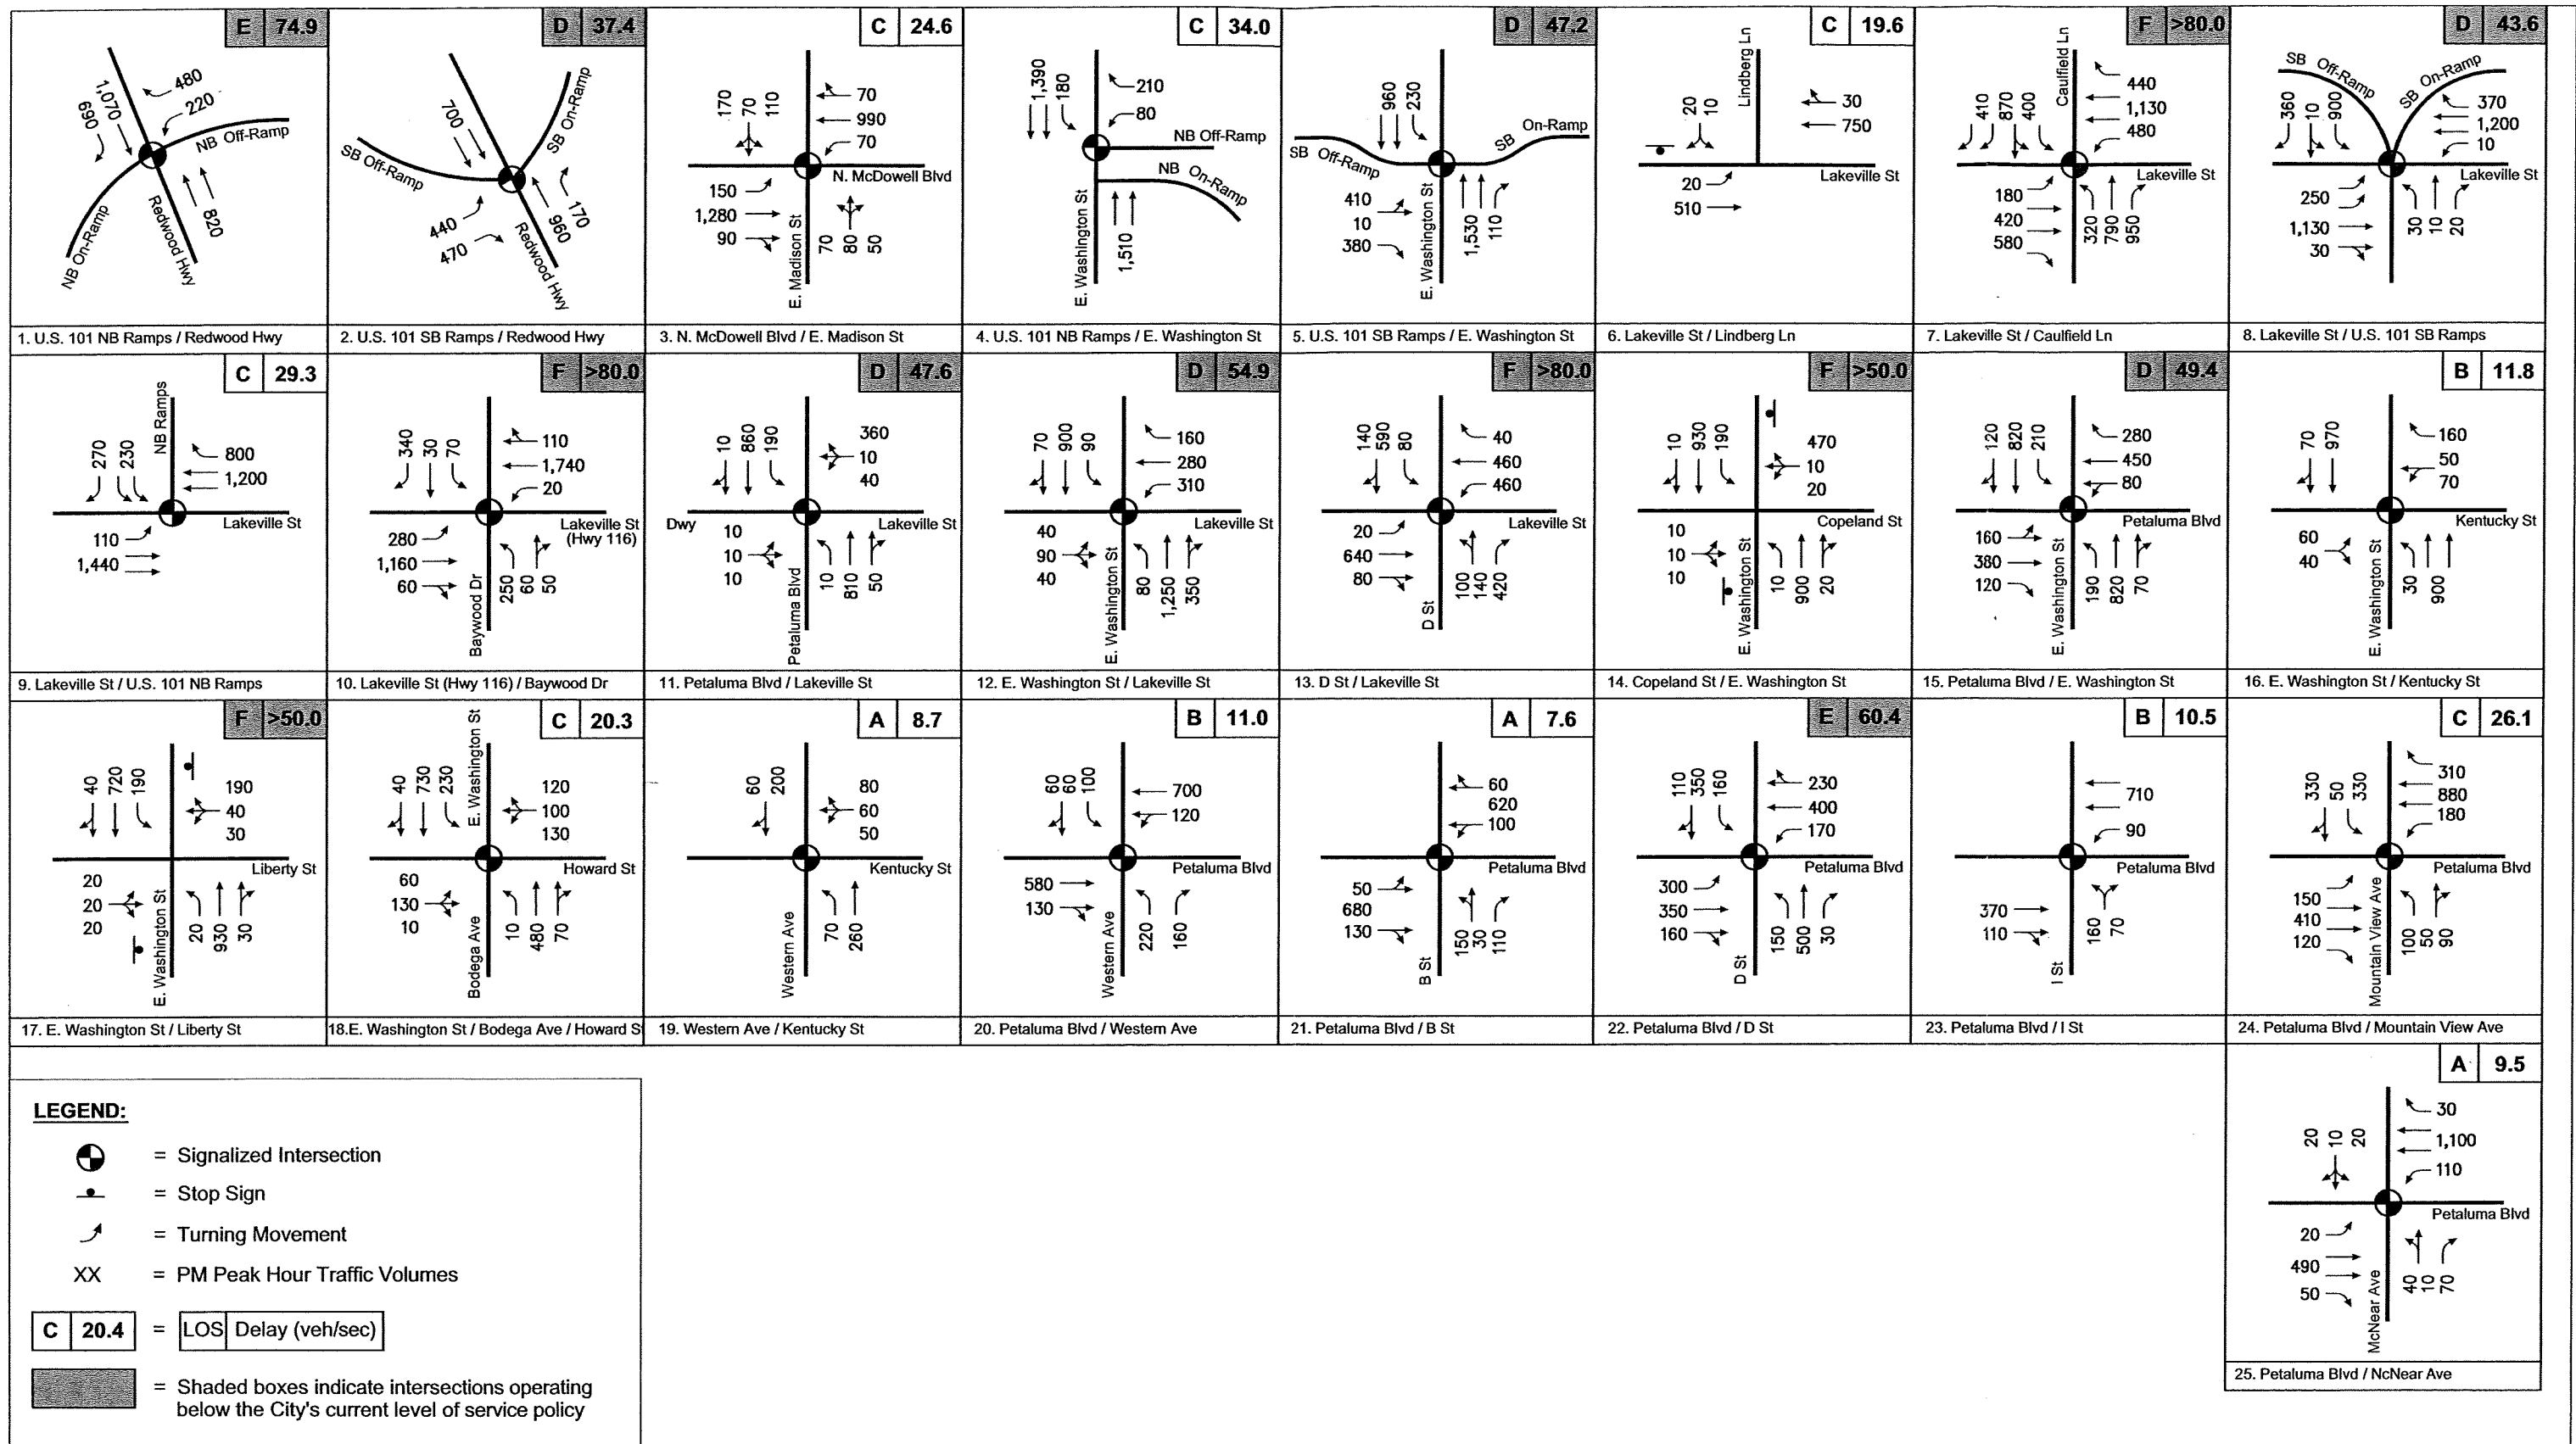 E 74.9
480
220
1,070
690
NB Off-Ramp
NB On-Ramp
Redwood Hwy
820
1. U.S. 101 NB Ramps / Redwood Hwy
D 37.4
700
SB On-Ramp
SB Off-Ramp
440
470
170
960
Redwood Hwy
2. U.S. 101 SB Ramps / Redwood Hwy
C 24.6
170 70 110
70
990
70
N. McDowell Blvd
150
1,280
90
E. Madison St
70 80 50
3. N. McDowell Blvd / E. Madison St
C 34.0
1,390 180
210
80
NB Off-Ramp
NB On-Ramp
E. Washington St
1,510
4. U.S. 101 NB Ramps / E. Washington St
D 47.2
960 230
SB Off-Ramp
SB On-Ramp
410
10
380
E. Washington St
1,530 110
5. U.S. 101 SB Ramps / E. Washington St
C 19.6
20 10
Lindberg Ln
30
750
Lakeville St
20
510
6. Lakeville St / Lindberg Ln
F >80.0
410 870 400
Caulfield Ln
440
1,130
480
Lakeville St
180
420
580
320 790 950
7. Lakeville St / Caulfield Ln
D 43.6
SB Off-Ramp
SB On-Ramp
360 10 900
370
1,200
10
Lakeville St
250
1,130
30
30 10 20
8. Lakeville St / U.S. 101 SB Ramps
C 29.3
270 230
NB Ramps
800
1,200
Lakeville St
110
1,440
9. Lakeville St / U.S. 101 NB Ramps
F >80.0
340 30 70
110
1,740
20
Lakeville St
(Hwy 116)
280
1,160
60
Baywood Dr
250 60 50
10. Lakeville St (Hwy 116) / Baywood Dr
D 47.6
10 860 190
360
10
40
Dwy
Lakeville St
10
10
10
Petaluma Blvd
10 810 50
11. Petaluma Blvd / Lakeville St
D 54.9
70 900 90
160
280
310
Lakeville St
40
90
40
E. Washington St
80 1,250 350
12. E. Washington St / Lakeville St
F >80.0
140 590 80
40
460
460
Lakeville St
20
640
80
D St
100 140 420
13. D St / Lakeville St
F >50.0
10 930 190
470
10
20
Copeland St
10
10
10
E. Washington St
10 900 20
14. Copeland St / E. Washington St
D 49.4
120 820 210
280
450
80
Petaluma Blvd
160
380
120
E. Washington St
190 820 70
15. Petaluma Blvd / E. Washington St
B 11.8
70 970
160
50
70
Kentucky St
60
40
E. Washington St
30 900
16. E. Washington St / Kentucky St
F >50.0
40 720 190
190
40
30
Liberty St
20
20
20
E. Washington St
20 930 30
17. E. Washington St / Liberty St
C 20.3
40 730 230
E. Washington St
120
100
130
Howard St
60
130
10
Bodega Ave
10 480 70
18.E. Washington St / Bodega Ave / Howard S
A 8.7
60 200
80
60
50
Kentucky St
Western Ave
70 260
19. Western Ave / Kentucky St
B 11.0
60 60 100
700
120
Petaluma Blvd
580
130
Western Ave
220 160
20. Petaluma Blvd / Western Ave
A 7.6
60
620
100
Petaluma Blvd
50
680
130
B St
150 30 110
21. Petaluma Blvd / B St
E 60.4
110 350 160
230
400
170
Petaluma Blvd
300
350
160
D St
150 500 30
22. Petaluma Blvd / D St
B 10.5
710
90
Petaluma Blvd
370
110
I St
160 70
23. Petaluma Blvd / I St
C 26.1
330 50 330
310
880
180
Petaluma Blvd
150
410
120
Mountain View Ave
100 50 90
24. Petaluma Blvd / Mountain View Ave
A 9.5
20 10 20
30
1,100
110
Petaluma Blvd
20
490
50
McNear Ave
40 10 70
25. Petaluma Blvd / NcNear Ave
LEGEND:
= Signalized Intersection
= Stop Sign
= Turning Movement
XX = PM Peak Hour Traffic Volumes
C 20.4 = LOS Delay (veh/sec)
= Shaded boxes indicate intersections operating
below the City's current level of service policy